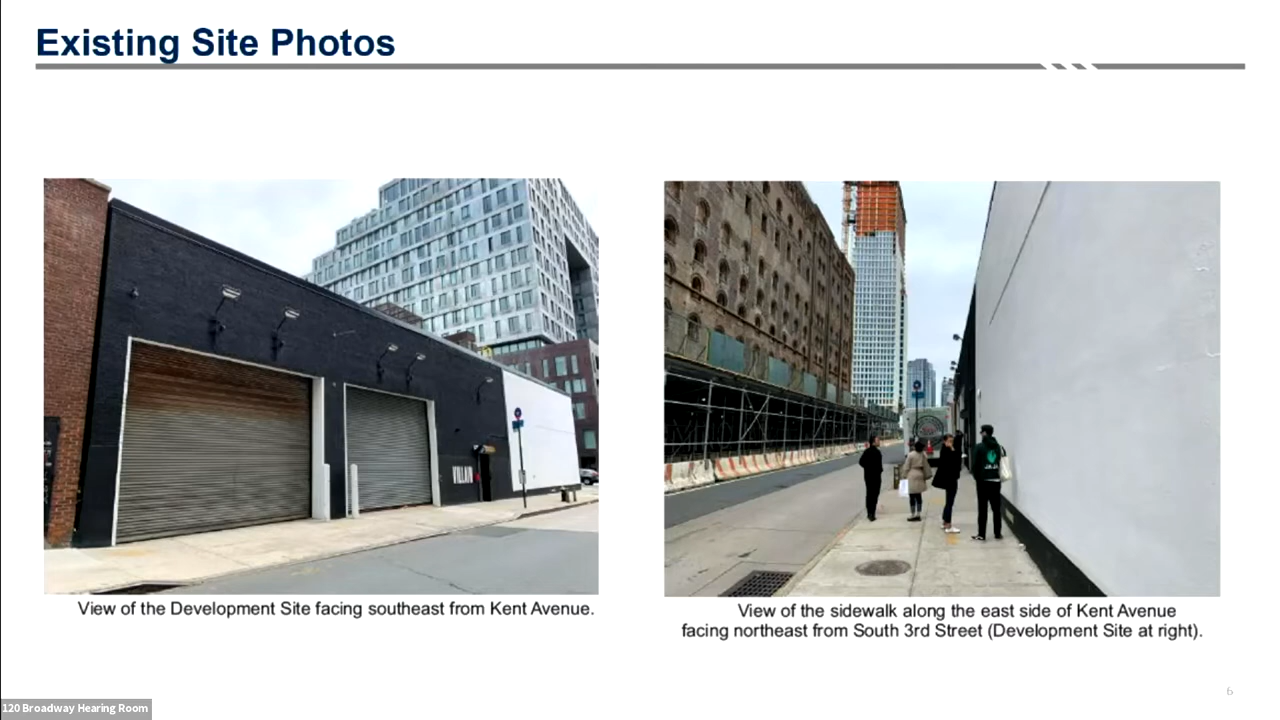 Existing Site Photos
VILLAIN
View of the Development Site facing southeast from Kent Avenue.
View of the sidewalk along the east side of Kent Avenue
facing northeast from South 3rd Street (Development Site at right).
6
120 Broadway Hearing Room